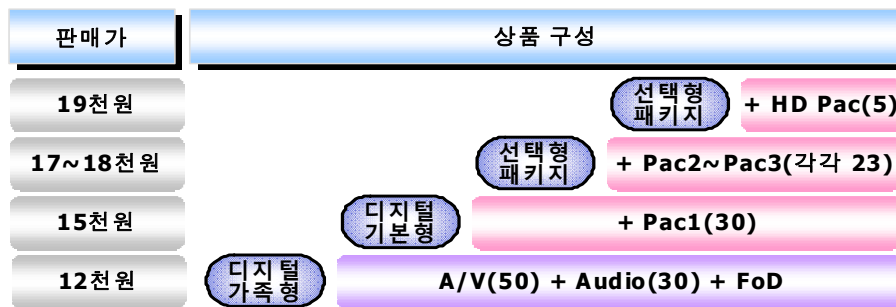 판매가 상품 구성
19천원 선택형 패키지 + HD Pac(5)
17~18천원 선택형 패키지 + Pac2~Pac3(각각 23)
15천원 디지털 기본형 + Pac1(30)
12천원 디지털 가족형 A/V(50) + Audio(30) + FoD